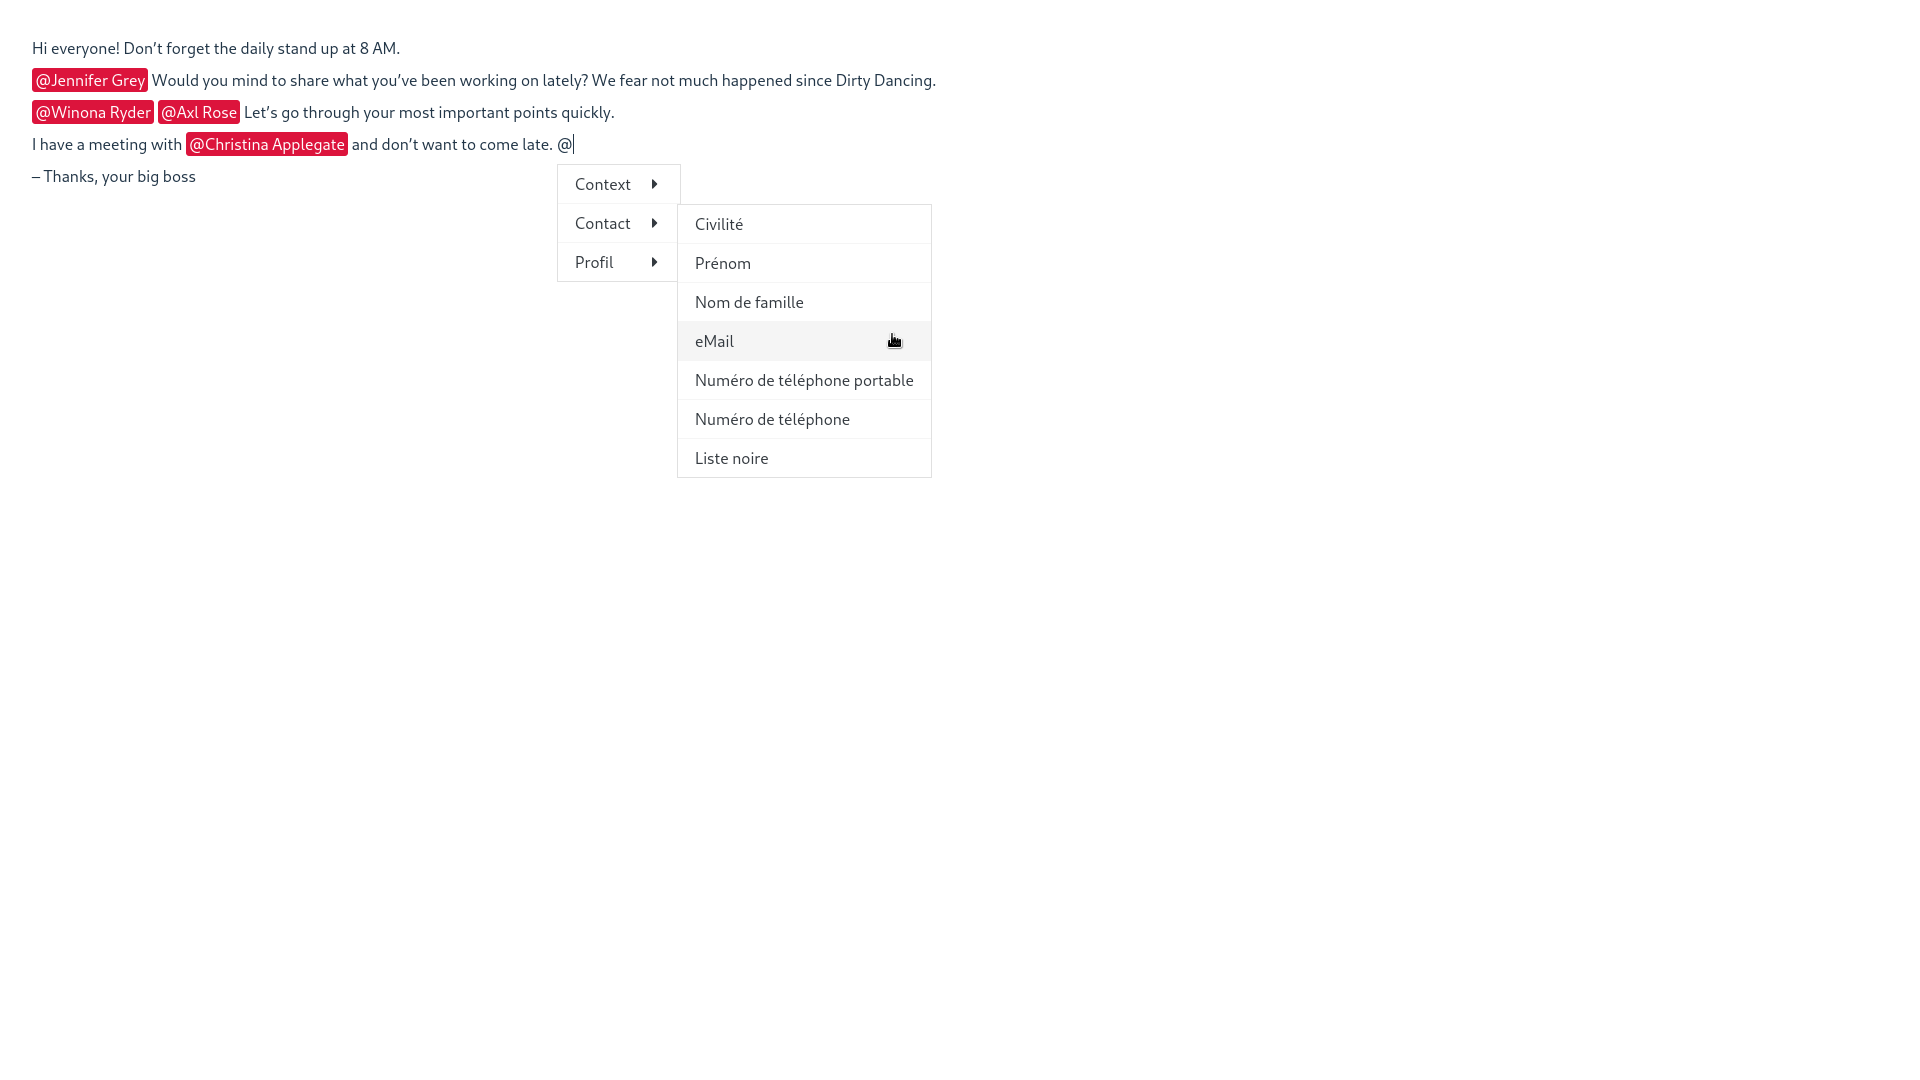 Hi everyone! Don’t forget the daily stand up at 8 AM.
@Jennifer Grey Would you mind to share what you’ve been working on lately? We fear not much happened since Dirty Dancing.
@Winona Ryder @Axl Rose Let’s go through your most important points quickly.
I have a meeting with @Christina Applegate and don’t want to come late. @
– Thanks, your big boss
Context
Contact
Profil
Civilité
Prénom
Nom de famille
eMail
Numéro de téléphone portable
Numéro de téléphone
Liste noire